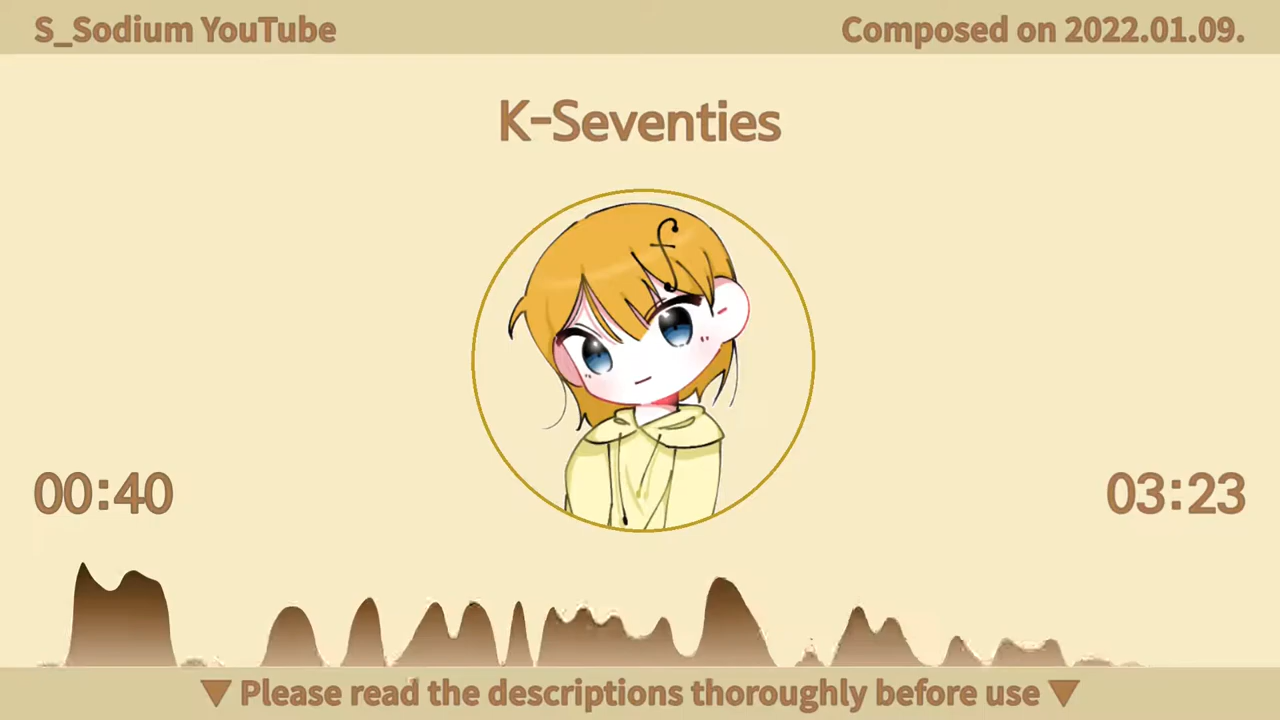 S_Sodium YouTube
Composed on 2022.01.09.
K-Seventies
00:40
03:23
▼ Please read the descriptions thoroughly before use ▼